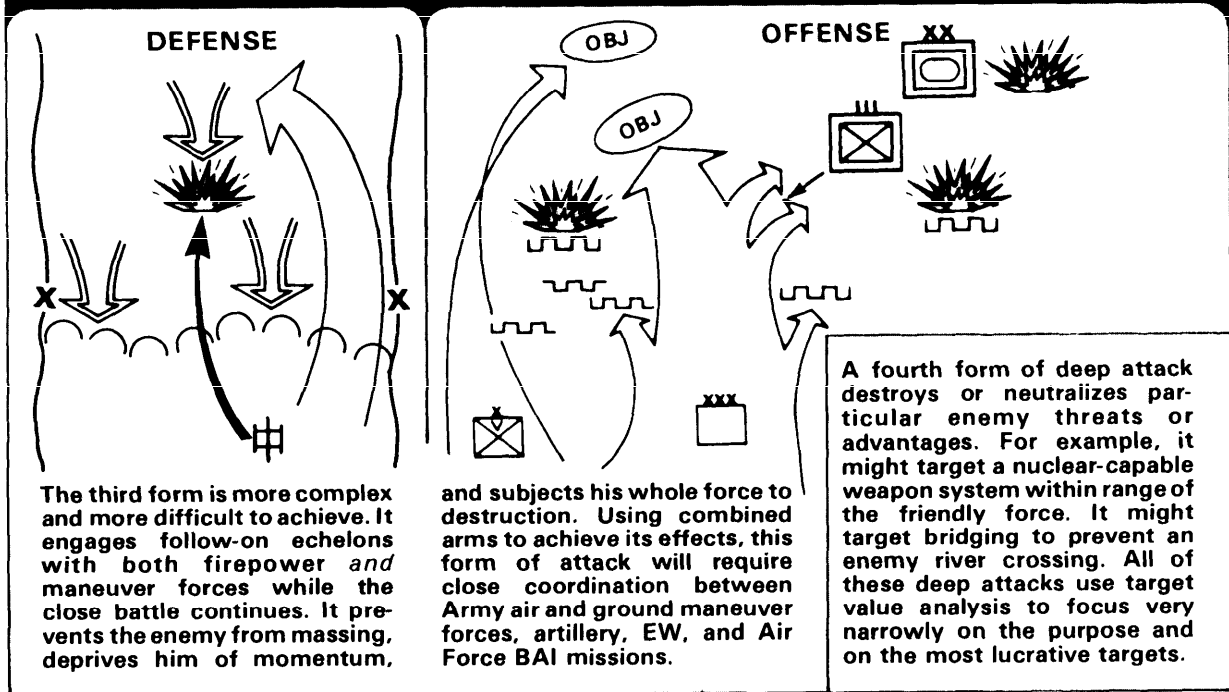 DEFENSE
X
X
OFFENSE
OBJ
OBJ
XX
III
X
XXX
The third form is more complex
and more difficult to achieve. It
engages follow-on echelons
with both firepower and
maneuver forces while the
close battle continues. It pre-
vents the enemy from massing,
deprives him of momentum,
and subjects his whole force to
destruction. Using combined
arms to achieve its effects, this
form of attack will require
close coordination between
Army air and ground maneuver
forces, artillery, EW, and Air
Force BAI missions.
A fourth form of deep attack
destroys or neutralizes par-
ticular enemy threats or
advantages. For example, it
might target a nuclear-capable
weapon system within range of
the friendly force. It might
target bridging to prevent an
enemy river crossing. All of
these deep attacks use target
value analysis to focus very
narrowly on the purpose and
on the most lucrative targets.